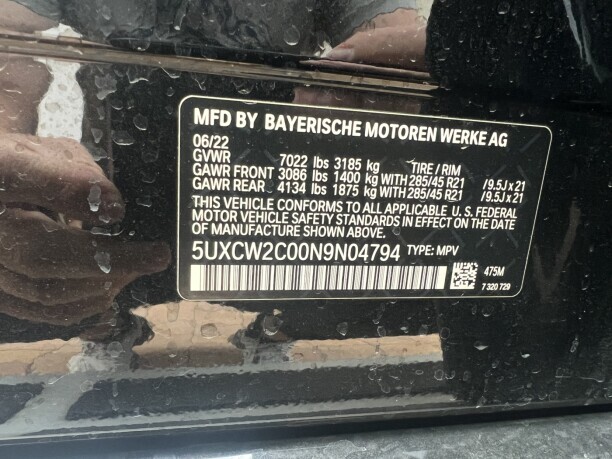 MFD BY BAYERISCHE MOTOREN WERKE AG
06/22
GVWR 7022 lbs 3185 kg TIRE / RIM
GAWR FRONT 3086 lbs 1400 kg WITH 285/45 R21 /9.5J x 21
GAWR REAR 4134 lbs 1875 kg WITH 285/45 R21 /9.5J x 21
THIS VEHICLE CONFORMS TO ALL APPLICABLE U. S. FEDERAL
MOTOR VEHICLE SAFETY STANDARDS IN EFFECT ON THE DATE
OF MANUFACTURE SHOWN ABOVE.
5UXCW2C00N9N04794 TYPE: MPV
475M
7 320 729